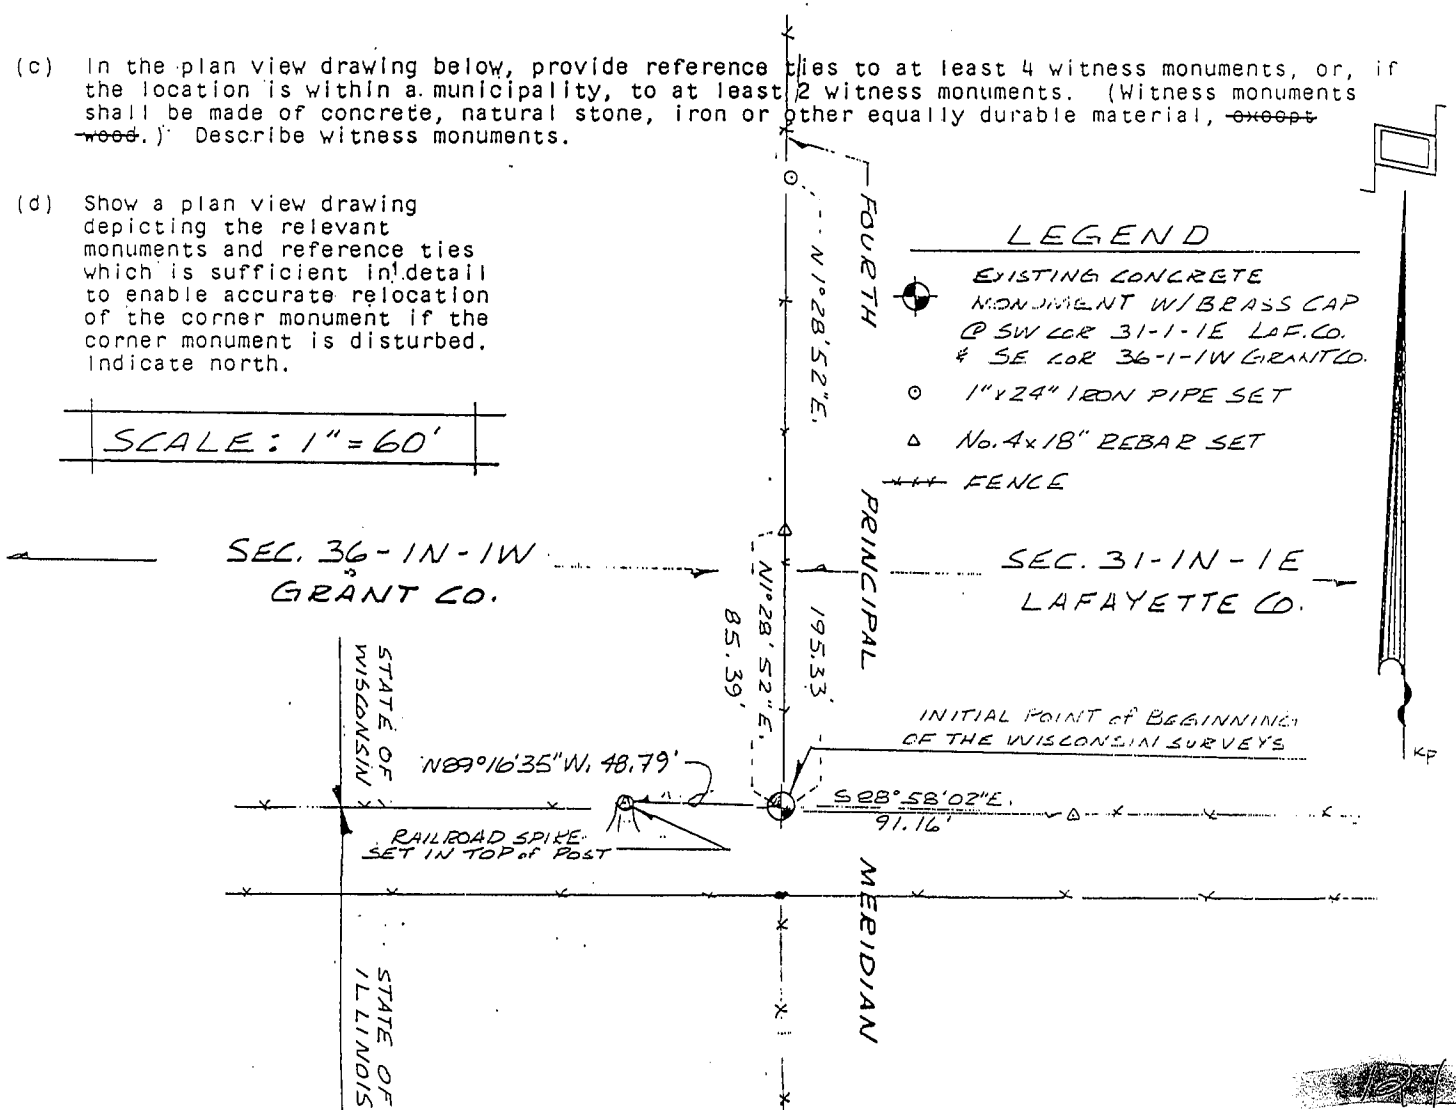 (c) In the plan view drawing below, provide reference ties to at least 4 witness monuments, or, if
the location is within a municipality, to at least 2 witness monuments. (Witness monuments
shall be made of concrete, natural stone, iron or other equally durable material, except
wood.) Describe witness monuments.
(d) Show a plan view drawing
depicting the relevant
monuments and reference ties
which is sufficient in detail
to enable accurate relocation
of the corner monument if the
corner monument is disturbed.
Indicate north.
SCALE: 1" = 60'
LEGEND
EXISTING CONCRETE
MONUMENT W/BRASS CAP
@ SW COR 31-1-1E LAF.CO.
& SE COR 36-1-1W GRANT CO.
1"x24" IRON PIPE SET
No. 4x18" REBAR SET
FENCE
FOURTH
PRINCIPAL
MERIDIAN
N1°28'52"E.
195.33'
N1°28'52"E.
85.39'
SEC. 36-1N-1W
GRANT CO.
SEC. 31-1N-1E
LAFAYETTE CO.
STATE OF
WISCONSIN
INITIAL POINT of BEGINNING
OF THE WISCONSIN SURVEYS
KP
N89°16'35"W. 48.79'
S88°58'02"E.
91.16'
RAILROAD SPIKE
SET IN TOP of POST
STATE OF
ILLINOIS